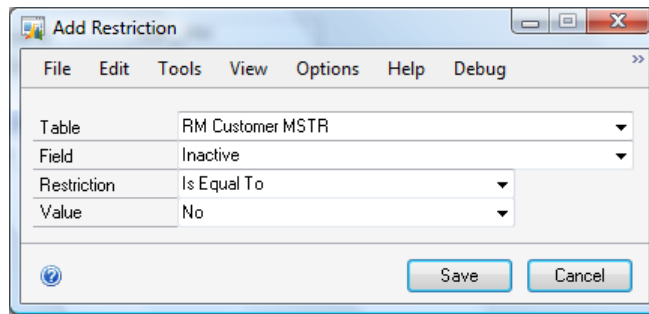 Add Restriction
File Edit Tools View Options Help Debug
Table RM Customer MSTR
Field Inactive
Restriction Is Equal To
Value No
Save Cancel